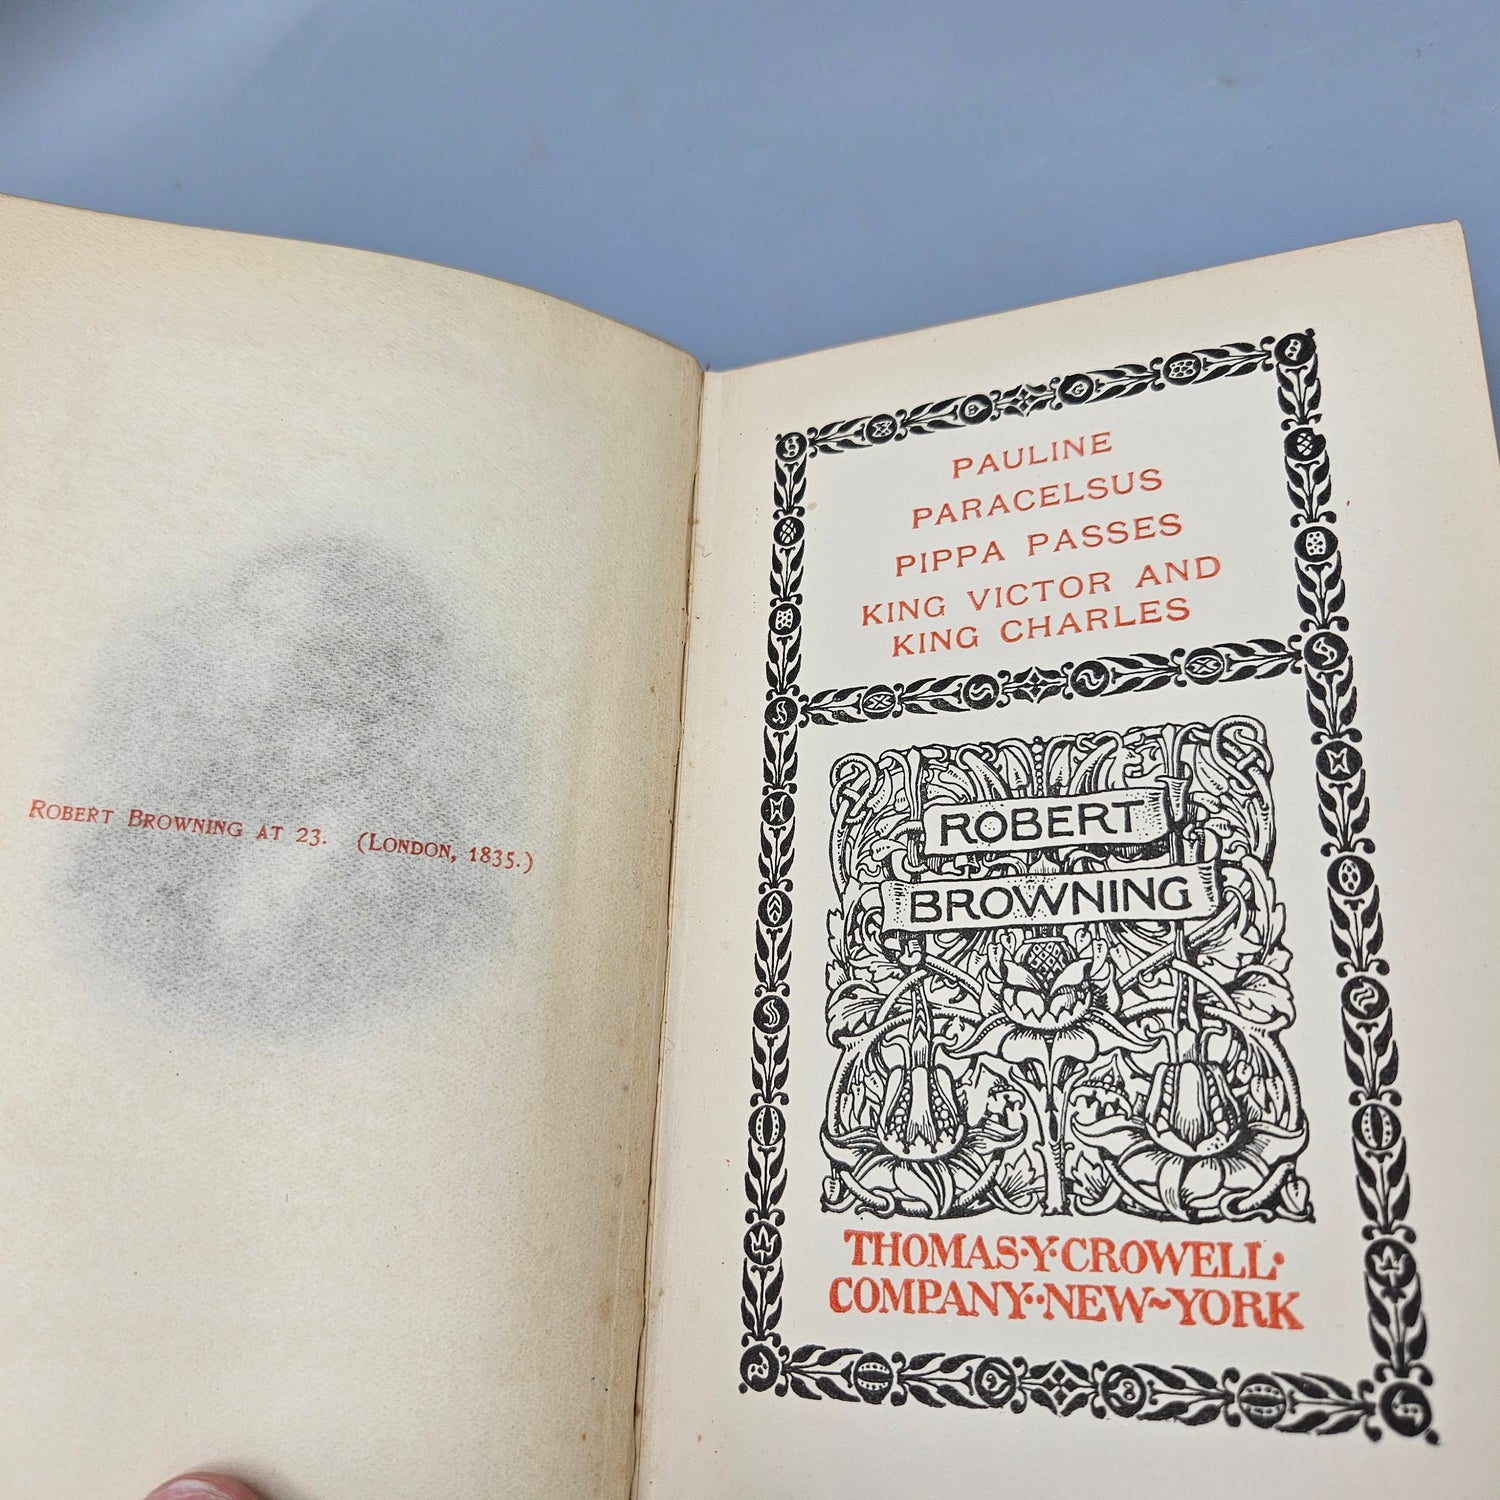 ROBERT BROWNING AT 23. (LONDON, 1835.)
PAULINE
PARACELSUS
PIPPA PASSES
KING VICTOR AND
KING CHARLES
ROBERT
BROWNING
THOMAS·Y·CROWELL·
COMPANY··NEW~YORK